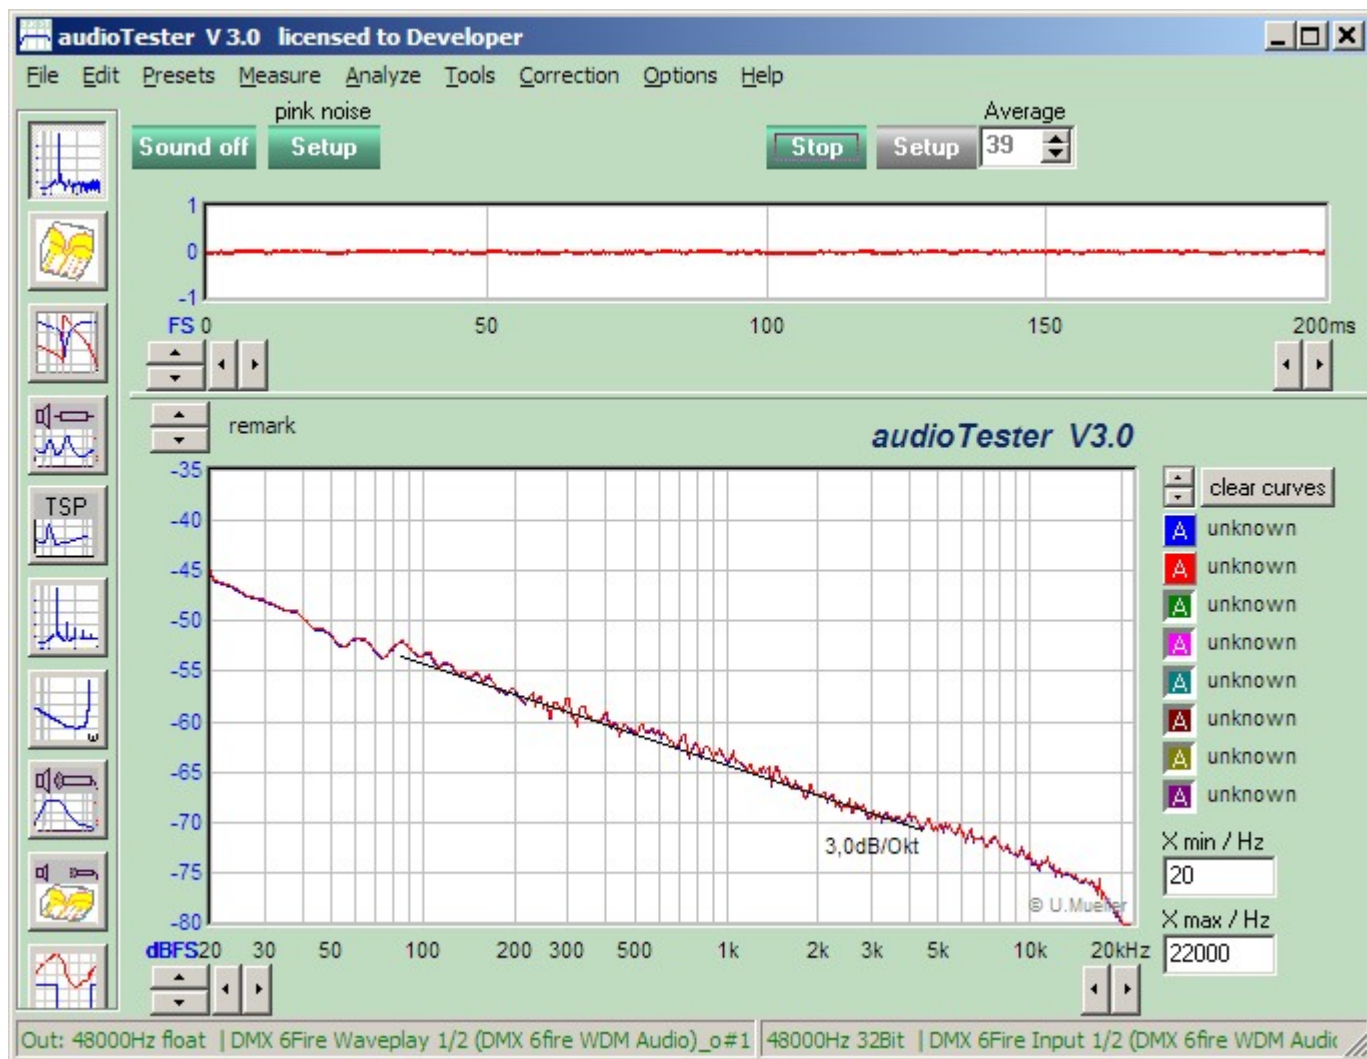 audioTester V 3.0 licensed to Developer
File Edit Presets Measure Analyze Tools Correction Options Help
pink noise
Average
Sound off
Setup
Stop
Setup
39
1
0
-1
FS 0 50 100 150 200ms
remark
audioTester V3.0
TSP
ω
-35
-40
-45
-50
-55
-60
-65
-70
-75
-80
3,0dB/Okt
© U.Mueller
dBFS20 30 50 100 200 300 500 1k 2k 3k 5k 10k 20kHz
clear curves
A unknown
A unknown
A unknown
A unknown
A unknown
A unknown
A unknown
A unknown
X min / Hz
20
X max / Hz
22000
Out: 48000Hz float | DMX 6Fire Waveplay 1/2 (DMX 6fire WDM Audio)_o#1
48000Hz 32Bit | DMX 6Fire Input 1/2 (DMX 6fire WDM Audic